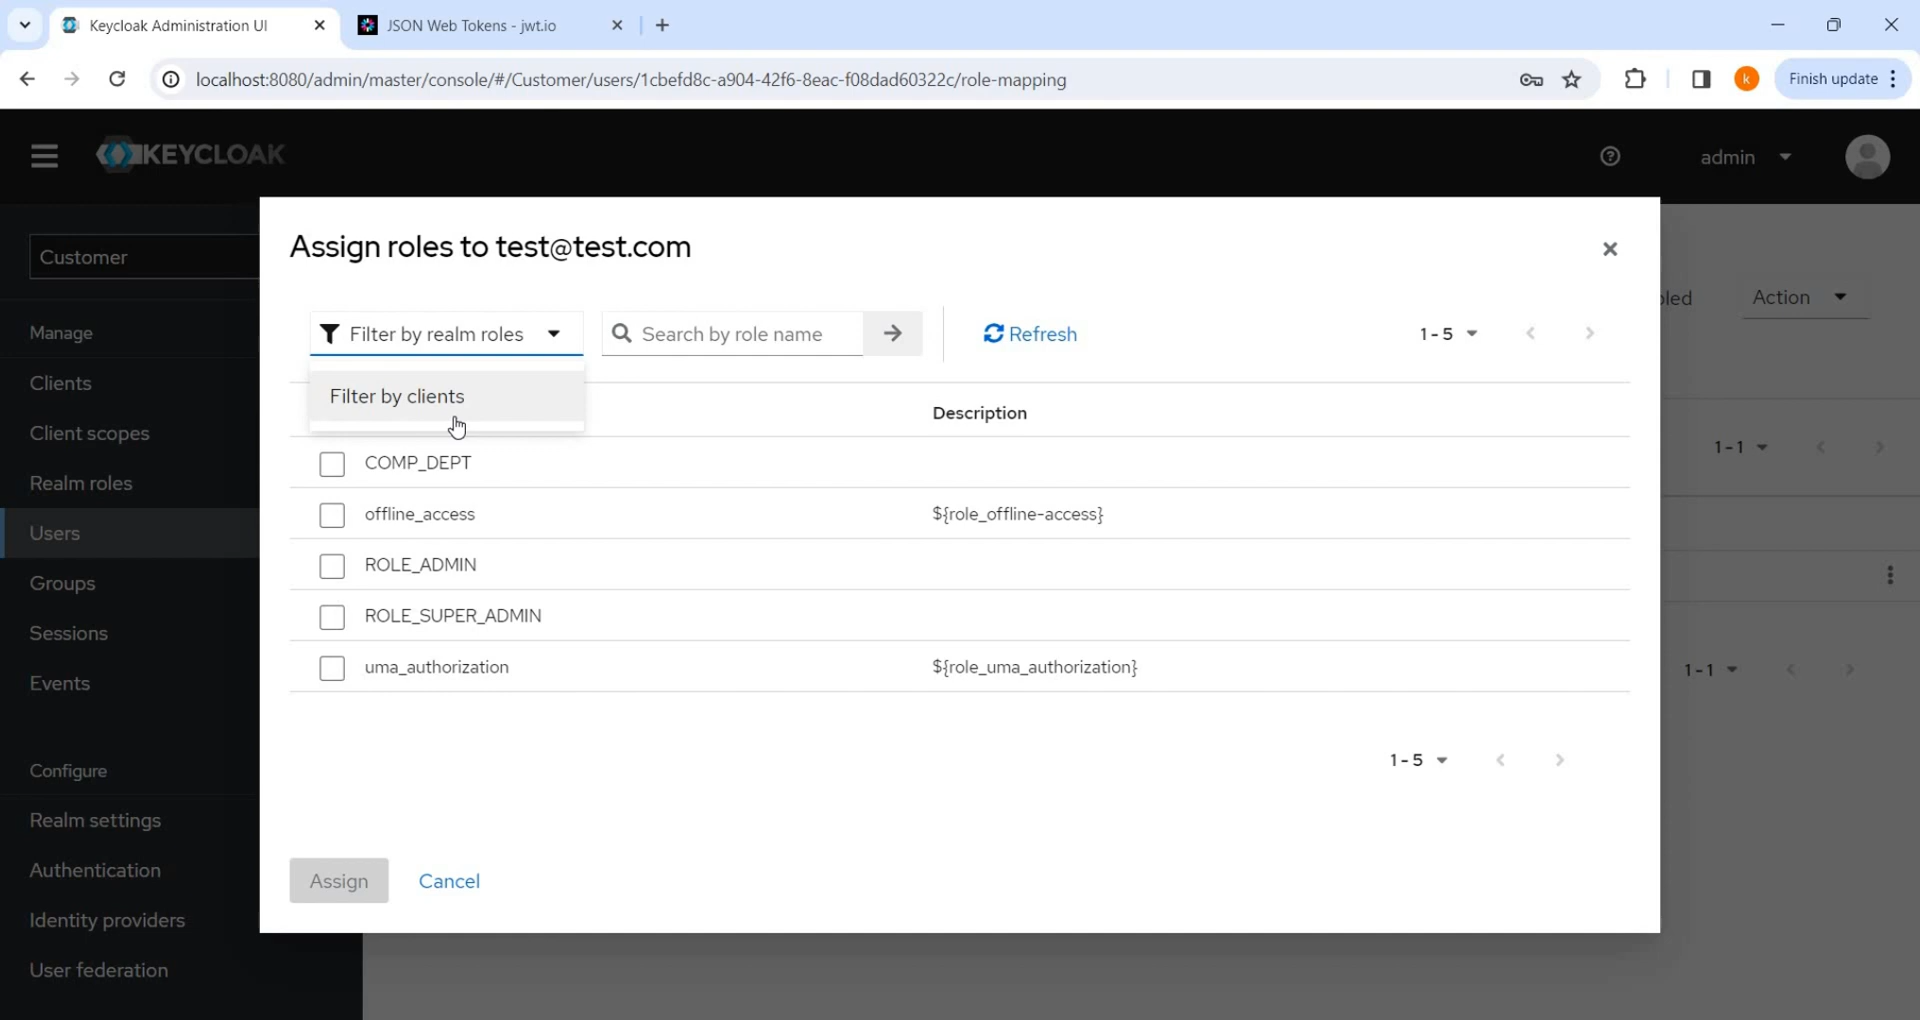 Keycloak Administration UI
JSON Web Tokens - jwt.io
localhost:8080/admin/master/console/#/Customer/users/1cbefd8c-a904-42f6-8eac-f08dad60322c/role-mapping
k
Finish update
KEYCLOAK
admin
Customer
Manage
Clients
Client scopes
Realm roles
Users
Groups
Sessions
Events
Configure
Realm settings
Authentication
Identity providers
User federation
Assign roles to test@test.com
Filter by realm roles
Search by role name
Refresh
1 - 5
Filter by clients
Description
COMP_DEPT
offline_access ${role_offline-access}
ROLE_ADMIN
ROLE_SUPER_ADMIN
uma_authorization ${role_uma_authorization}
1 - 5
Assign
Cancel
Action
1 - 1
1 - 1